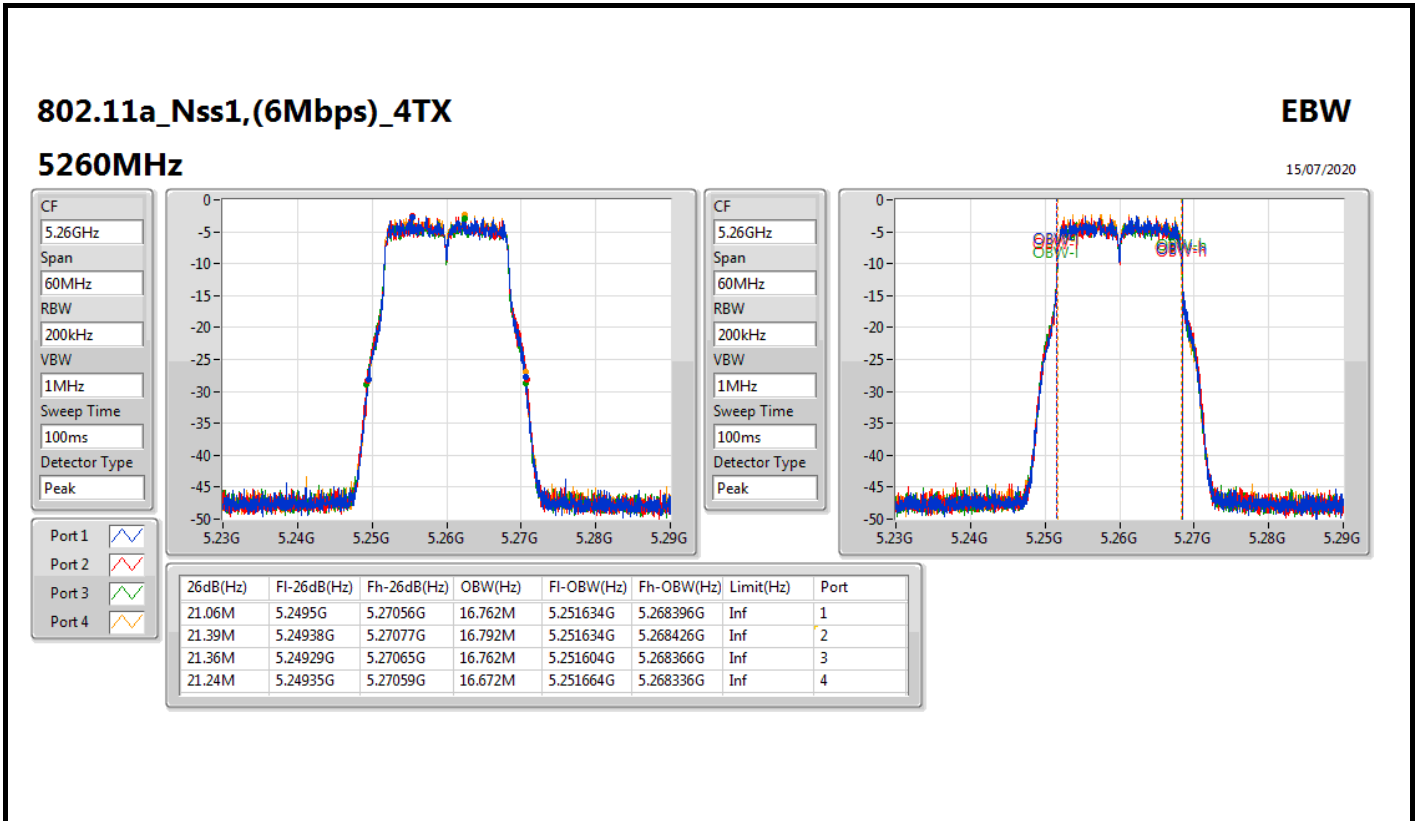 802.11a_Nss1,(6Mbps)_4TX
EBW
5260MHz
15/07/2020
CF
5.26GHz
Span
60MHz
RBW
200kHz
VBW
1MHz
Sweep Time
100ms
Detector Type
Peak
0
-5
-10
-15
-20
-25
-30
-35
-40
-45
-50
5.23G 5.24G 5.25G 5.26G 5.27G 5.28G 5.29G
CF
5.26GHz
Span
60MHz
RBW
200kHz
VBW
1MHz
Sweep Time
100ms
Detector Type
Peak
0
-5
-10
-15
-20
-25
-30
-35
-40
-45
-50
OBW-l
OBW-h
5.23G 5.24G 5.25G 5.26G 5.27G 5.28G 5.29G
Port 1
Port 2
Port 3
Port 4
26dB(Hz) Fl-26dB(Hz) Fh-26dB(Hz) OBW(Hz) Fl-OBW(Hz) Fh-OBW(Hz) Limit(Hz) Port
21.06M 5.2495G 5.27056G 16.762M 5.251634G 5.268396G Inf 1
21.39M 5.24938G 5.27077G 16.792M 5.251634G 5.268426G Inf 2
21.36M 5.24929G 5.27065G 16.762M 5.251604G 5.268366G Inf 3
21.24M 5.24935G 5.27059G 16.672M 5.251664G 5.268336G Inf 4